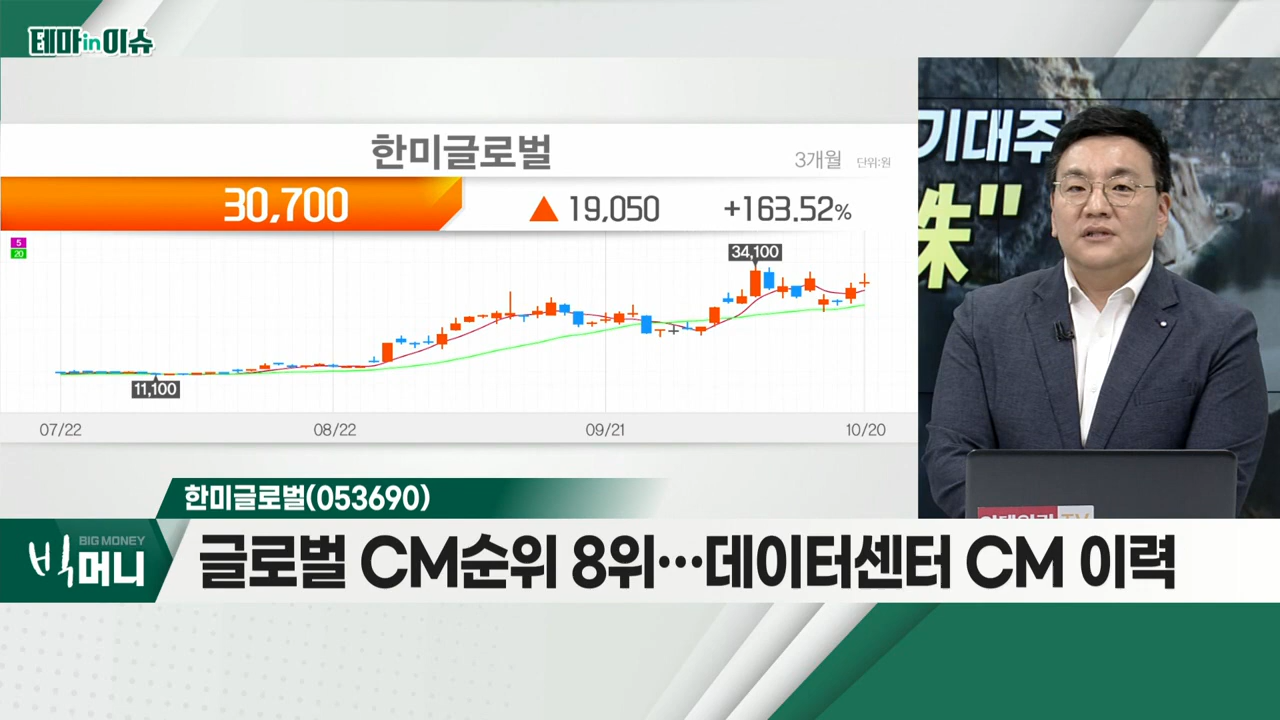 테마in이슈
한미글로벌
3개월 단위:원
30,700 ▲ 19,050 +163.52%
5
20
34,100
11,100
07/22 08/22 09/21 10/20
기대주
株"
한미글로벌(053690)
BIG MONEY
빅머니
글로벌 CM순위 8위…데이터센터 CM 이력